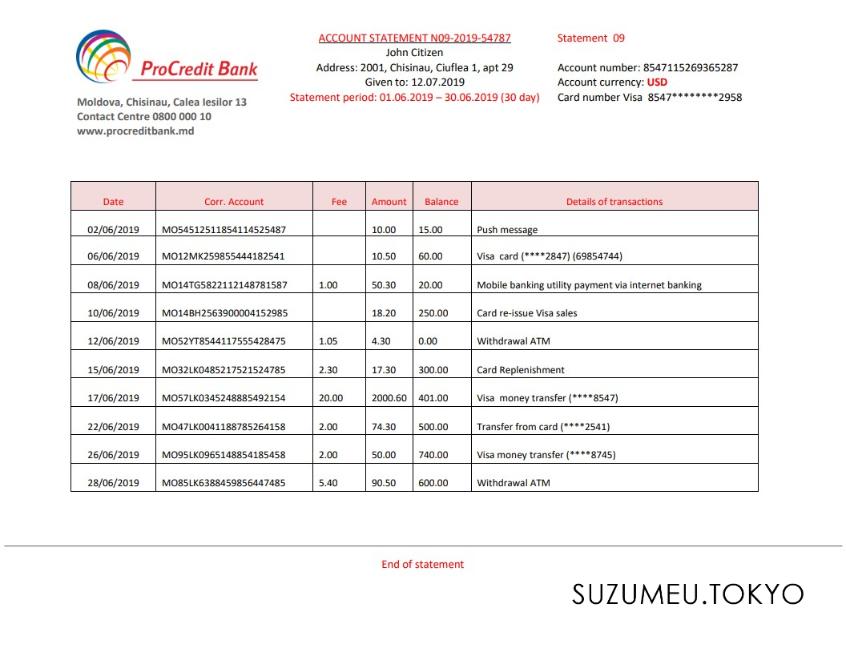 ProCredit Bank
Moldova, Chisinau, Calea Iesilor 13
Contact Centre 0800 000 10
www.procreditbank.md
ACCOUNT STATEMENT N09-2019-54787
John Citizen
Address: 2001, Chisinau, Ciuflea 1, apt 29
Given to: 12.07.2019
Statement period: 01.06.2019 – 30.06.2019 (30 day)
Statement 09
Account number: 8547115269365287
Account currency: USD
Card number Visa 8547********2958
Date Corr. Account Fee Amount Balance Details of transactions
02/06/2019 MO54512511854114525487 10.00 15.00 Push message
06/06/2019 MO12MK259855444182541 10.50 60.00 Visa card (****2847) (69854744)
08/06/2019 MO14TG5822112148781587 1.00 50.30 20.00 Mobile banking utility payment via internet banking
10/06/2019 MO14BH2563900004152985 18.20 250.00 Card re-issue Visa sales
12/06/2019 MO52YT8544117555428475 1.05 4.30 0.00 Withdrawal ATM
15/06/2019 MO32LK0485217521524785 2.30 17.30 300.00 Card Replenishment
17/06/2019 MO57LK0345248885492154 20.00 2000.60 401.00 Visa money transfer (****8547)
22/06/2019 MO47LK0041188785264158 2.00 74.30 500.00 Transfer from card (****2541)
26/06/2019 MO95LK0965148854185458 2.00 50.00 740.00 Visa money transfer (****8745)
28/06/2019 MO85LK6388459856447485 5.40 90.50 600.00 Withdrawal ATM
End of statement
SUZUMEU.TOKYO